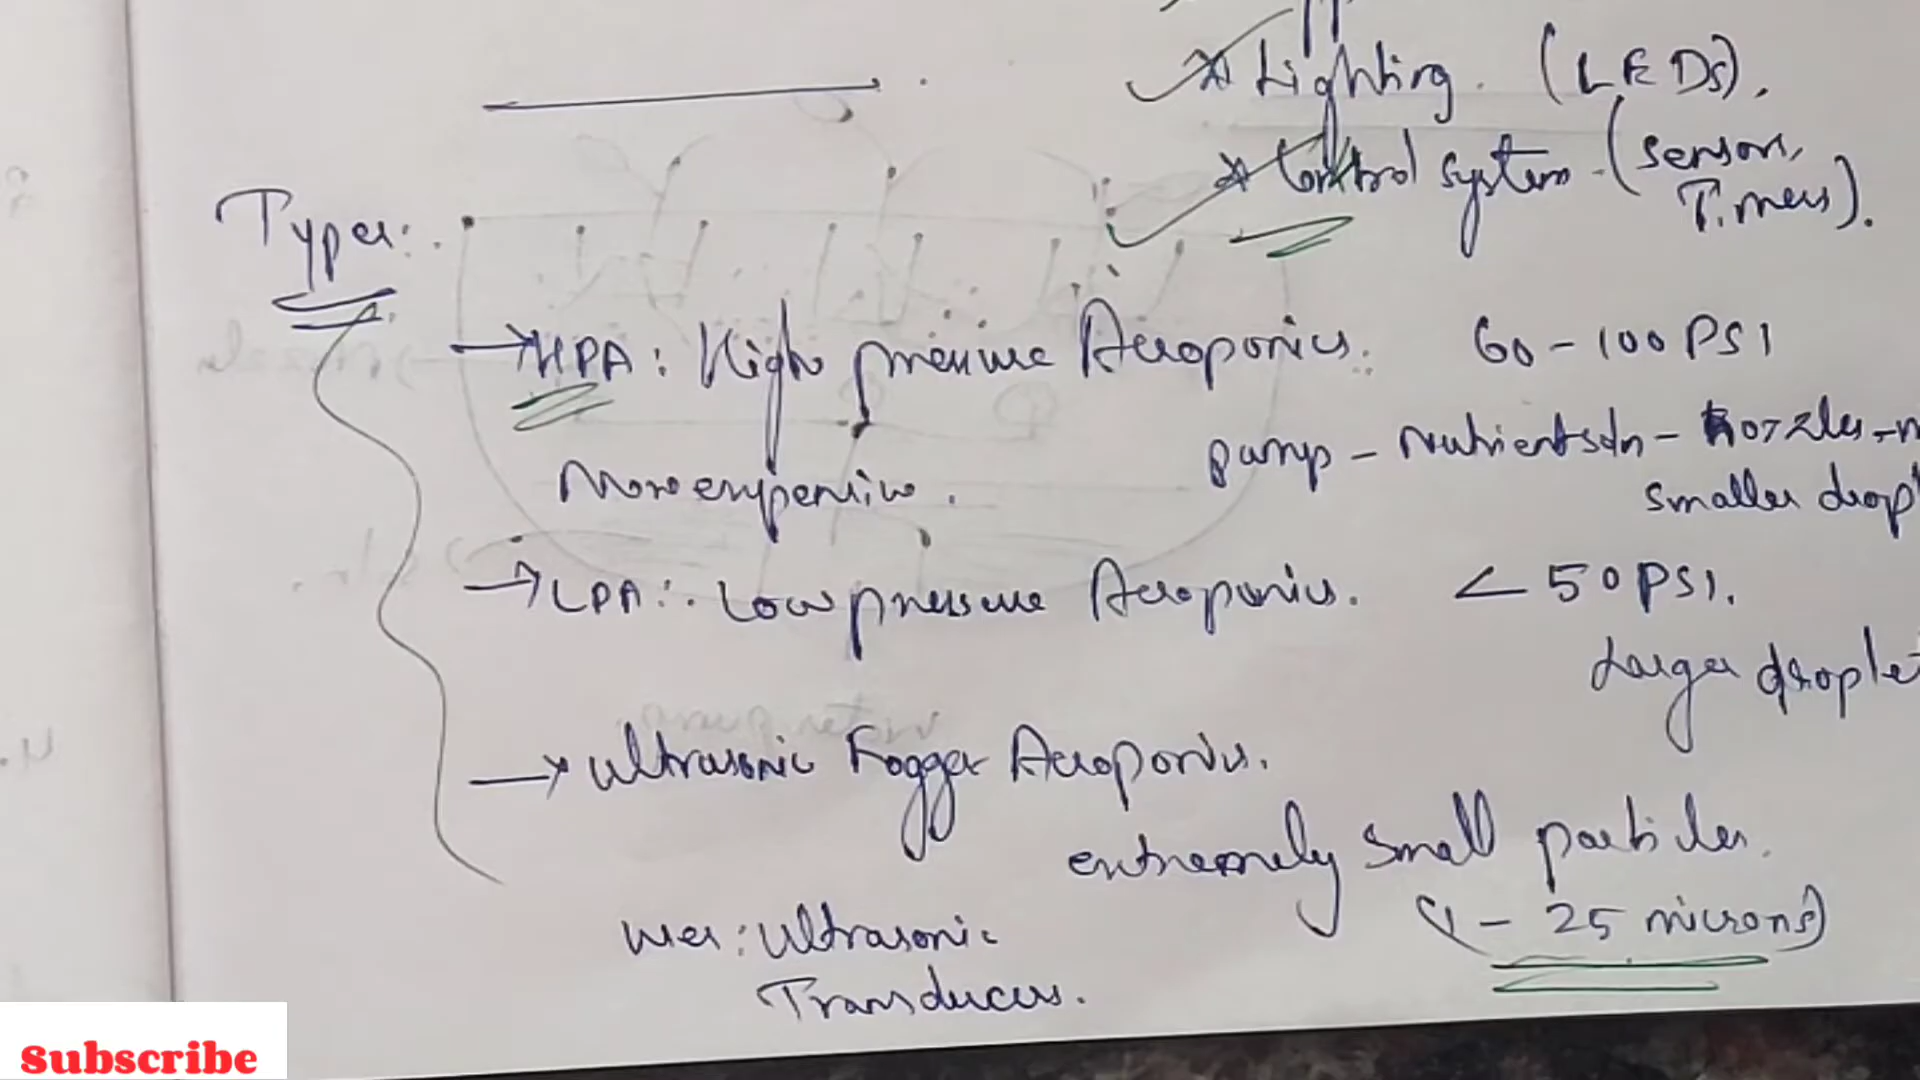 * Lighting. (LEDs).
* Control system - (sensors,
Timers).
Types:
→ HPA: High pressure Aeroponics. 60 - 100 PSI
pump - Nutrient soln - Nozzles -
More expensive. smaller drop
→ LPA: Low pressure Aeroponics. < 50 PSI.
Larger droplet
→ Ultrasonic Fogger Aeroponics.
extremely small particles.
(1 - 25 microns)
Uses: Ultrasonic
Transducers.
Subscribe